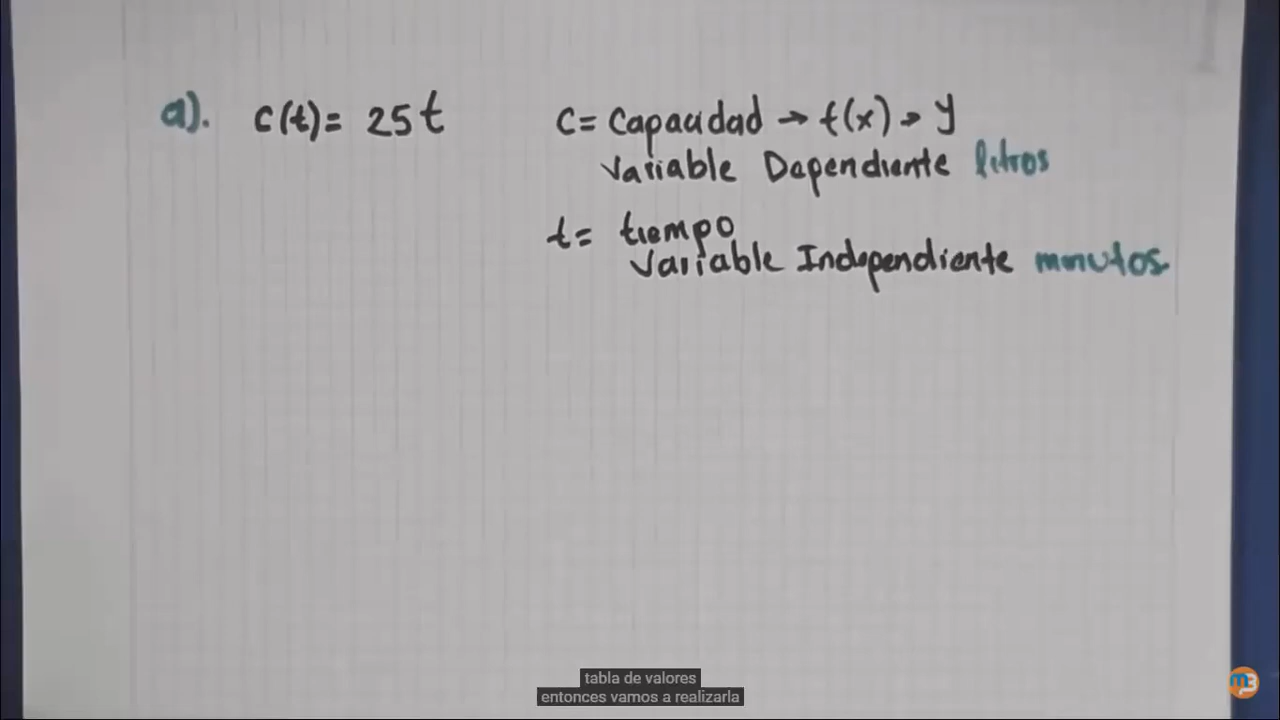 a). C(t)= 25t
C= Capacidad → f(x) → y
Variable Dependiente litros
t= tiempo
Variable Independiente minutos
tabla de valores
entonces vamos a realizarla